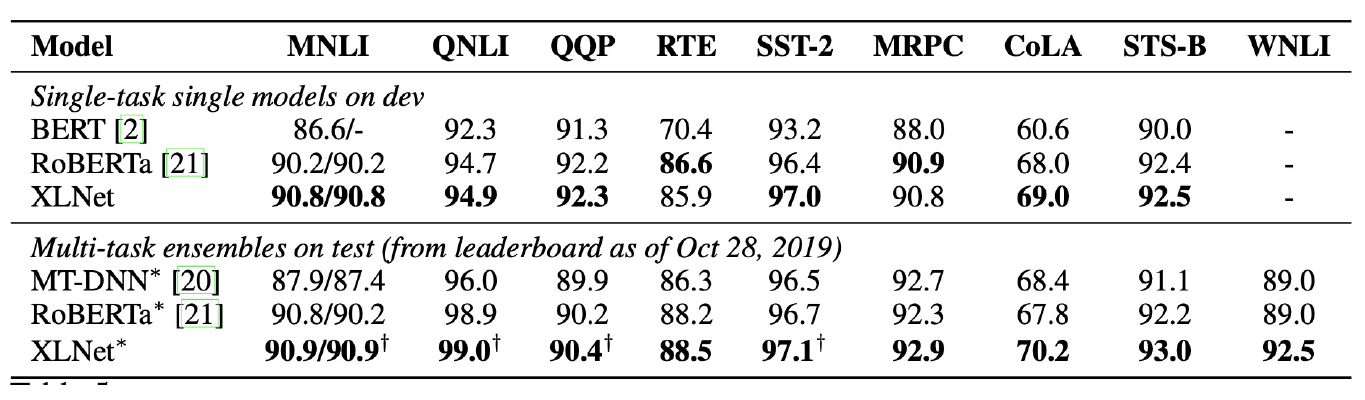 Model MNLI QNLI QQP RTE SST-2 MRPC CoLA STS-B WNLI
Single-task single models on dev
BERT [2] 86.6/- 92.3 91.3 70.4 93.2 88.0 60.6 90.0 -
RoBERTa [21] 90.2/90.2 94.7 92.2 86.6 96.4 90.9 68.0 92.4 -
XLNet 90.8/90.8 94.9 92.3 85.9 97.0 90.8 69.0 92.5 -
Multi-task ensembles on test (from leaderboard as of Oct 28, 2019)
MT-DNN* [20] 87.9/87.4 96.0 89.9 86.3 96.5 92.7 68.4 91.1 89.0
RoBERTa* [21] 90.8/90.2 98.9 90.2 88.2 96.7 92.3 67.8 92.2 89.0
XLNet* 90.9/90.9† 99.0† 90.4† 88.5 97.1† 92.9 70.2 93.0 92.5